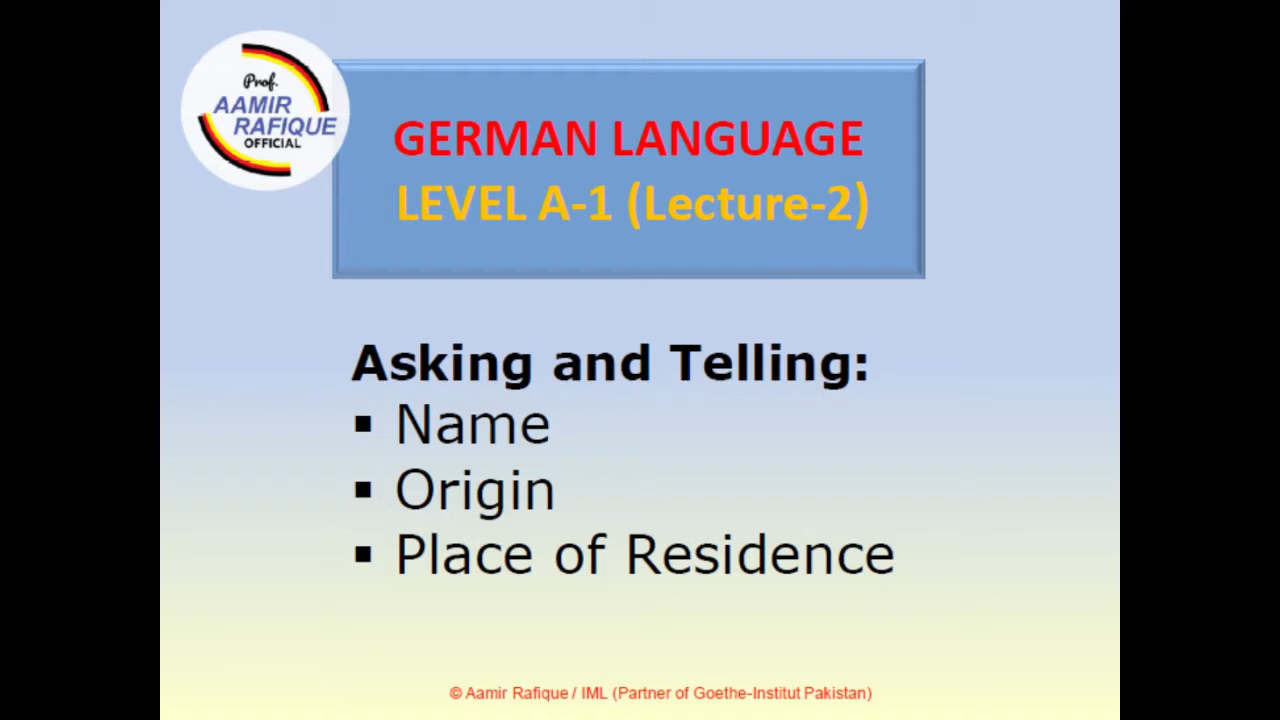 Prof.
AAMIR
RAFIQUE
OFFICIAL
GERMAN LANGUAGE
LEVEL A-1 (Lecture-2)
Asking and Telling:
▪ Name
▪ Origin
▪ Place of Residence
© Aamir Rafique / IML (Partner of Goethe-Institut Pakistan)